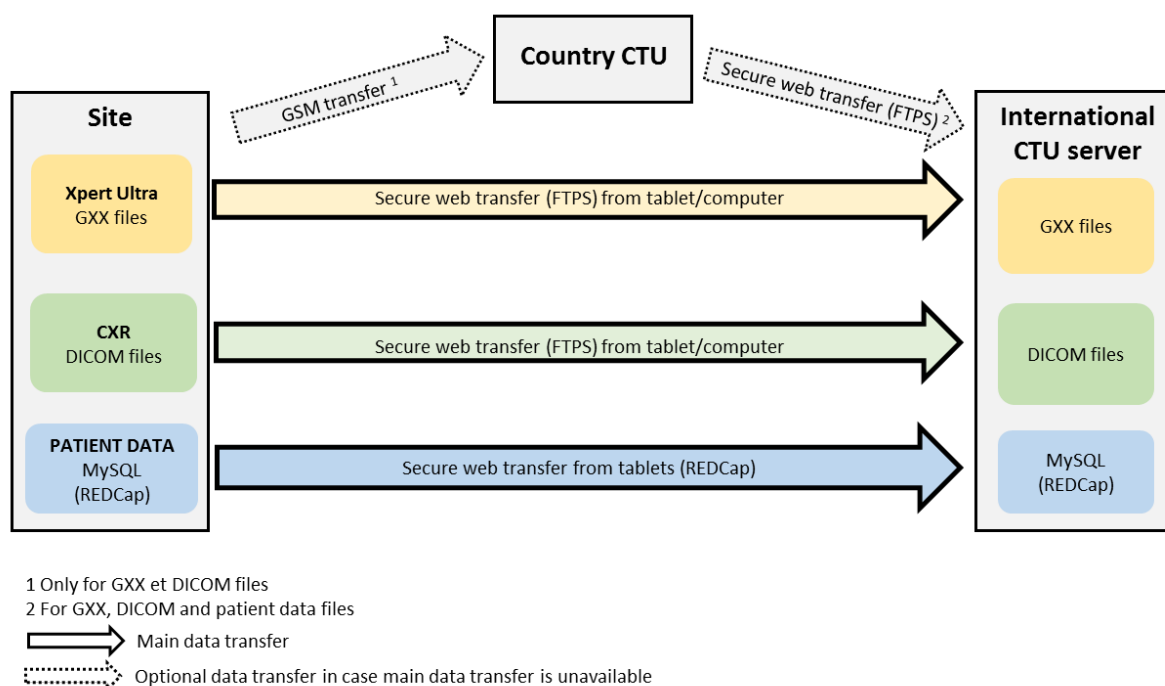 Country CTU
GSM transfer 1
Secure web transfer (FTPS) 2
Site
International
CTU server
Xpert Ultra
GXX files
Secure web transfer (FTPS) from tablet/computer
GXX files
CXR
DICOM files
Secure web transfer (FTPS) from tablet/computer
DICOM files
PATIENT DATA
MySQL
(REDCap)
Secure web transfer from tablets (REDCap)
MySQL
(REDCap)
1 Only for GXX et DICOM files
2 For GXX, DICOM and patient data files
Main data transfer
Optional data transfer in case main data transfer is unavailable